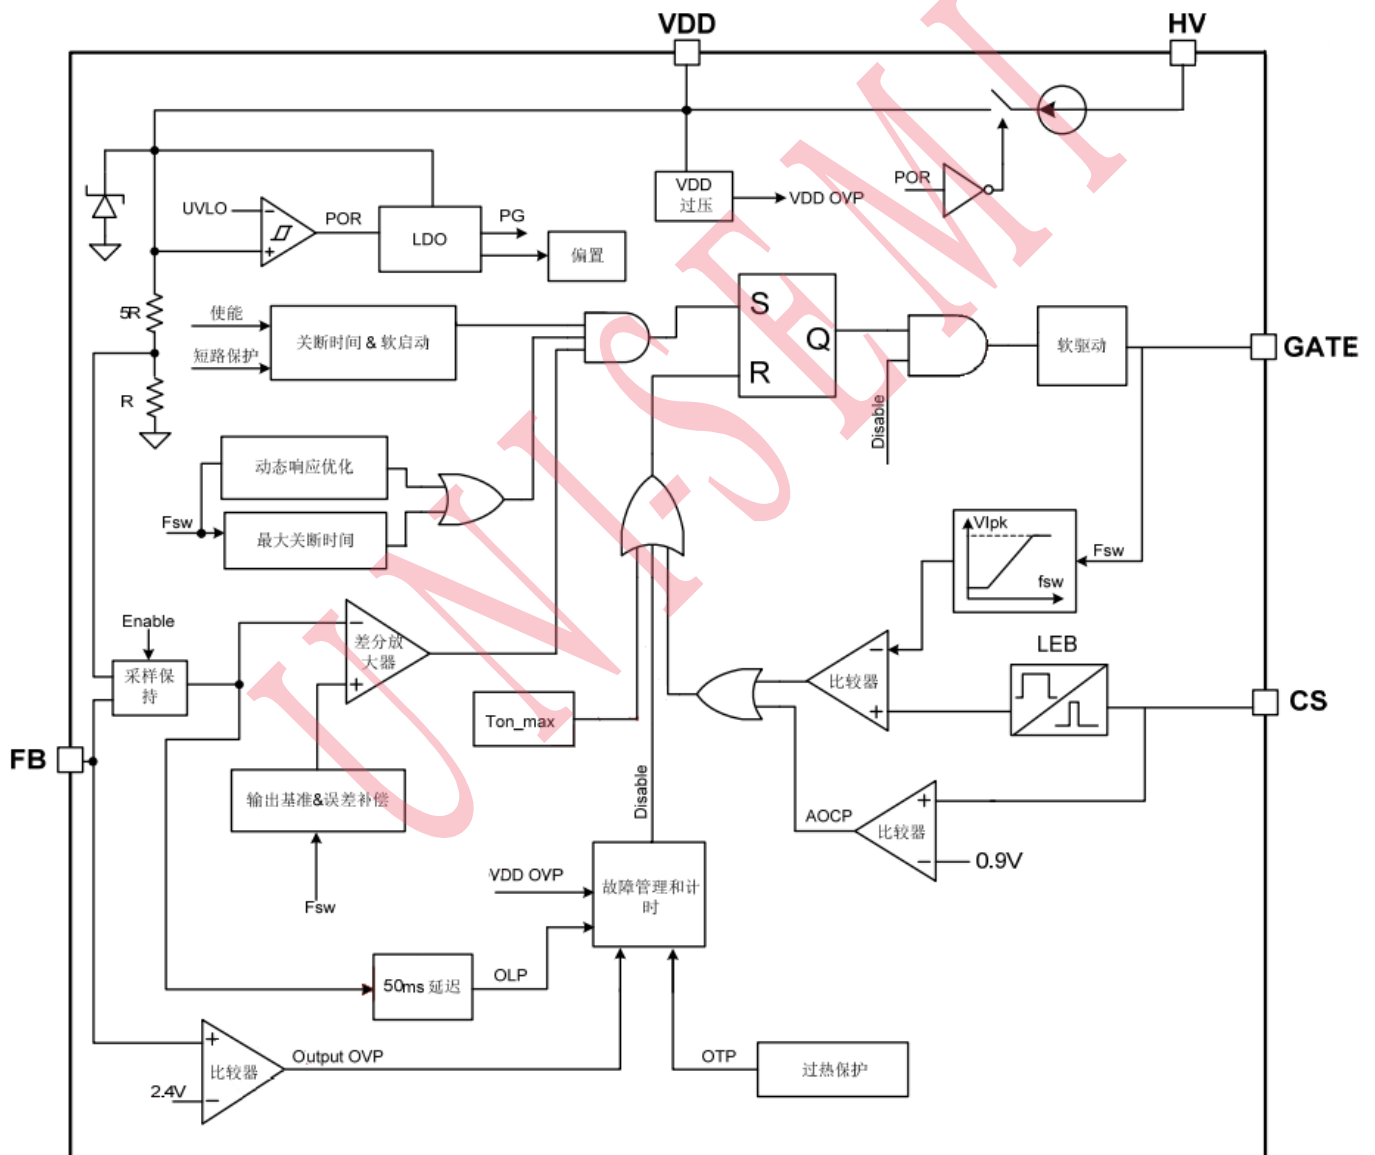 VDD
HV
UVLO
POR
LDO
PG
偏置
VDD
过压
VDD OVP
POR
5R
R
使能
短路保护
关断时间 & 软启动
S
R
Q
Disable
软驱动
GATE
动态响应优化
Fsw
最大关断时间
VIpk
fsw
Fsw
Enable
采样保
持
差分放
大器
Ton_max
比较器
LEB
CS
FB
输出基准&误差补偿
Fsw
Disable
AOCP
比较器
0.9V
VDD OVP
故障管理和计
时
50ms 延迟
OLP
比较器
2.4V
Output OVP
OTP
过热保护
UNI-SEMI